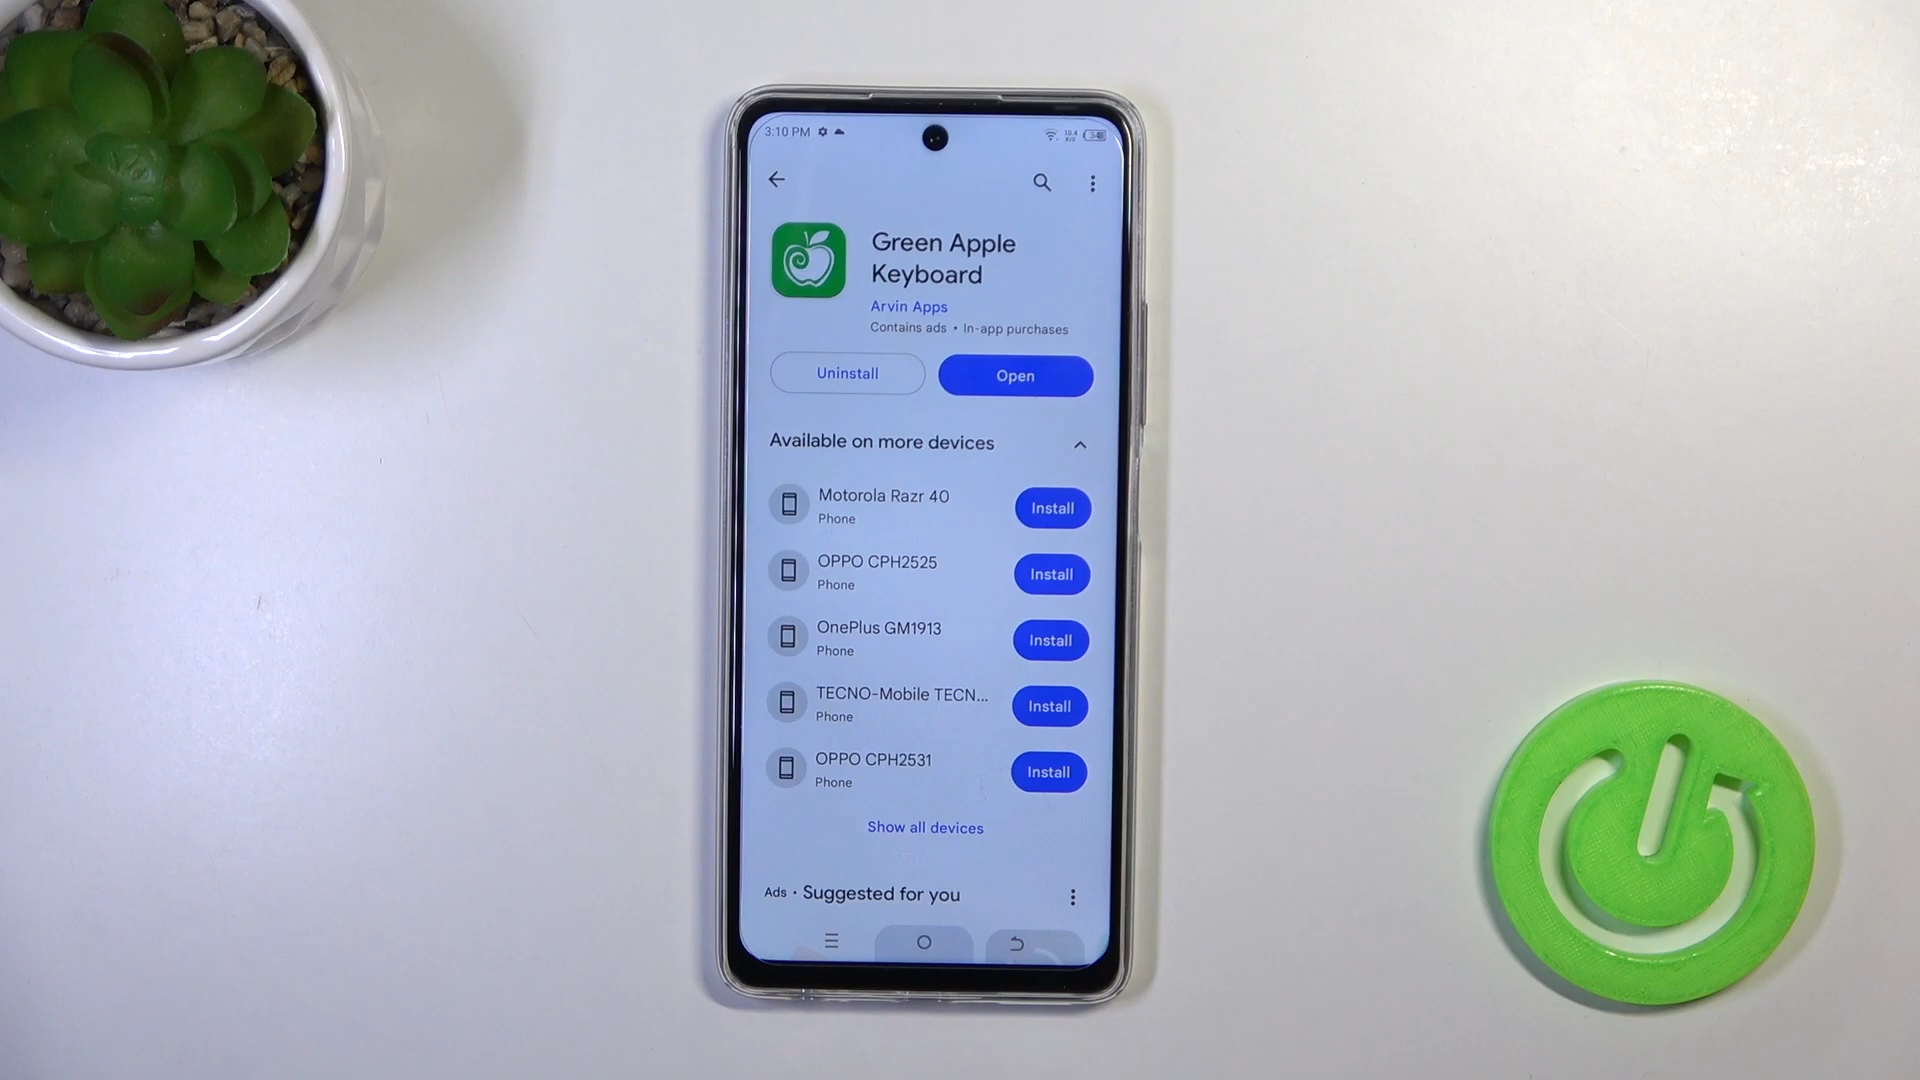 3:10 PM
Green Apple
Keyboard
Arvin Apps
Contains ads • In-app purchases
Uninstall
Open
Available on more devices
Motorola Razr 40
Phone
Install
OPPO CPH2525
Phone
Install
OnePlus GM1913
Phone
Install
TECNO-Mobile TECN...
Phone
Install
OPPO CPH2531
Phone
Install
Show all devices
Ads • Suggested for you